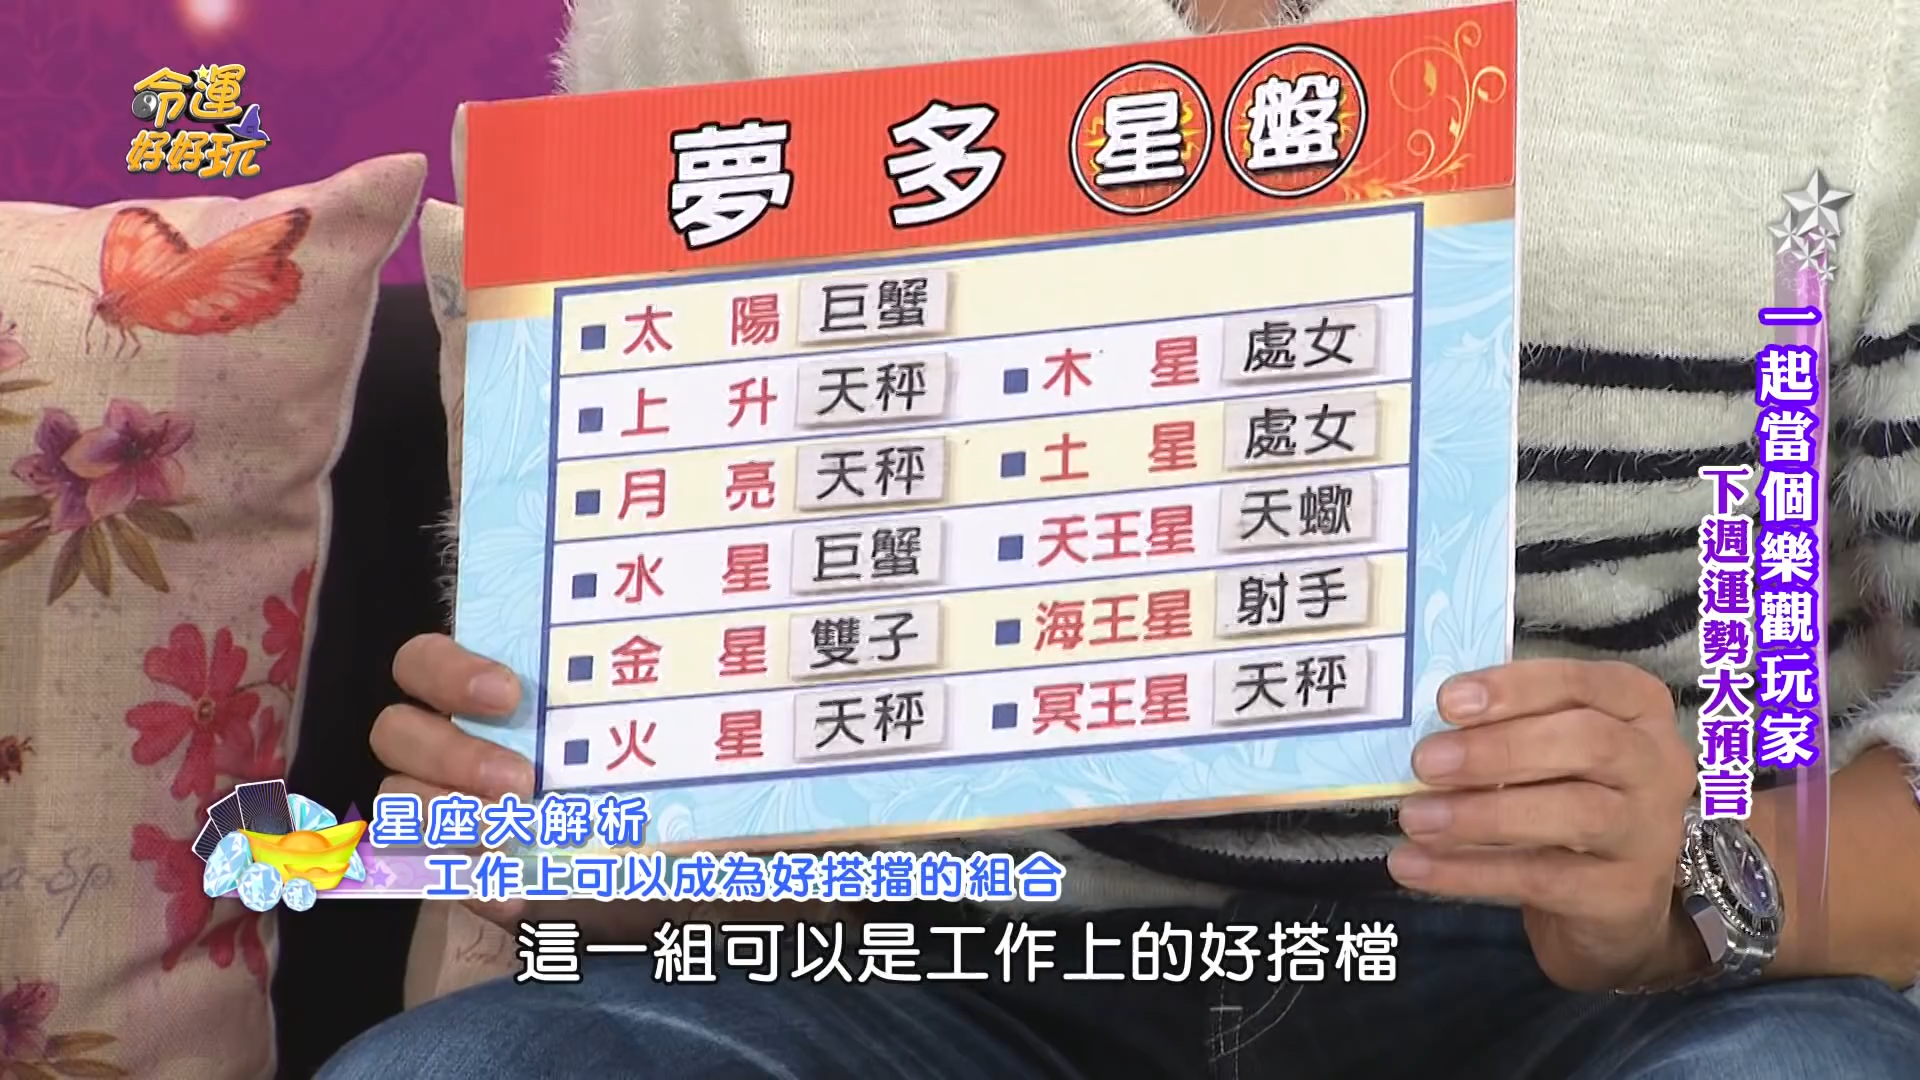 命運
好好玩
夢多星盤
太陽 巨蟹
上升 天秤
月亮 天秤
水星 巨蟹
金星 雙子
火星 天秤
木星 處女
土星 處女
天王星 天蠍
海王星 射手
冥王星 天秤
一起當個樂觀玩家
下週運勢大預言
星座大解析
工作上可以成為好搭擋的組合
這一組可以是工作上的好搭檔